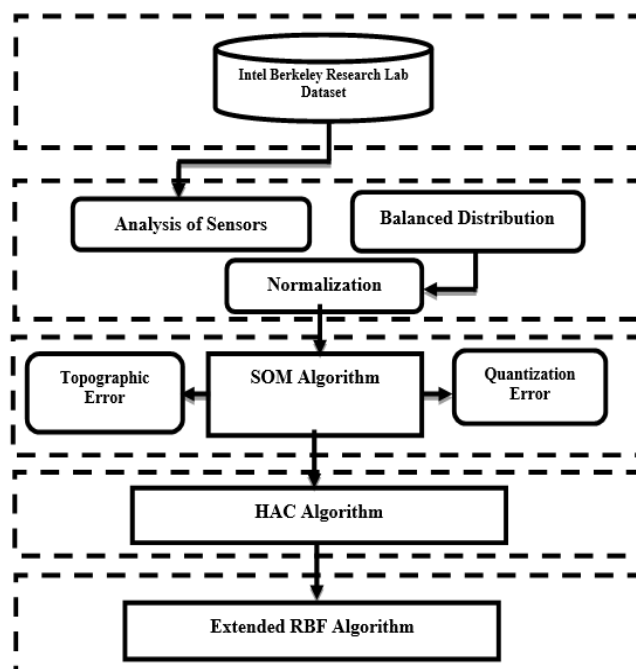 Intel Berkeley Research Lab
Dataset
Analysis of Sensors
Balanced Distribution
Normalization
Topographic
Error
SOM Algorithm
Quantization
Error
HAC Algorithm
Extended RBF Algorithm